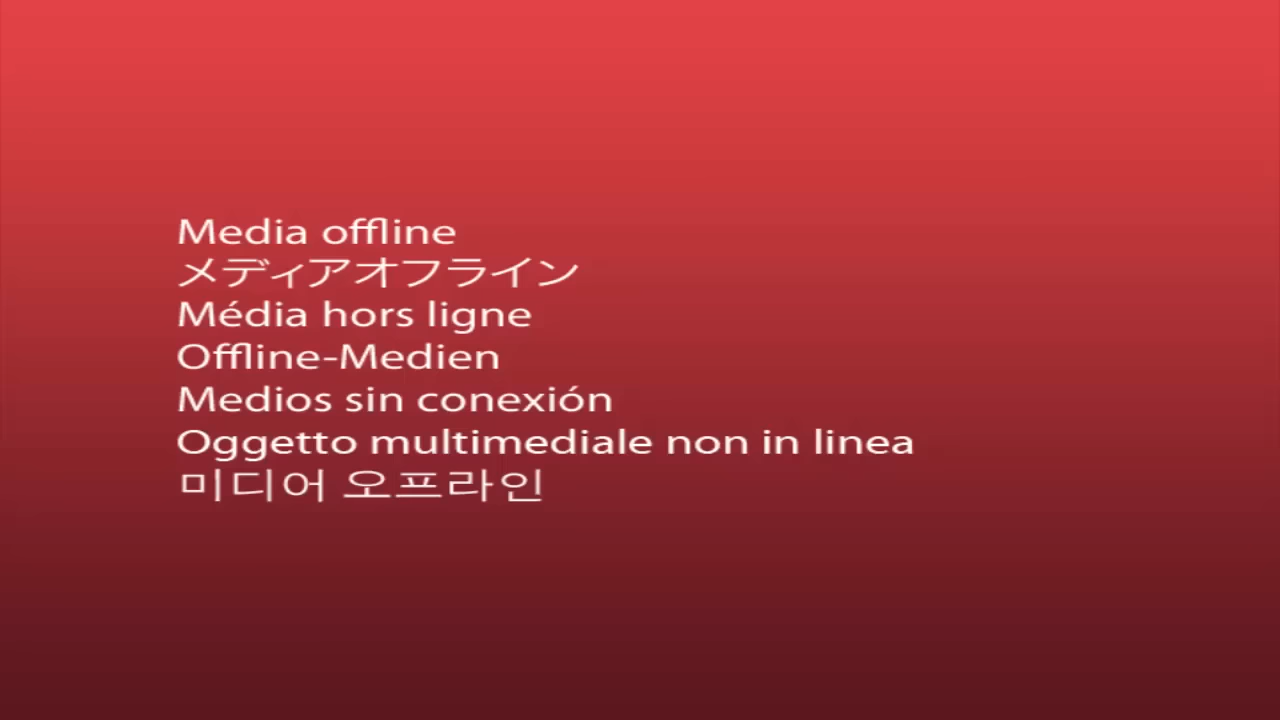 Media offline
メディアオフライン
Média hors ligne
Offline-Medien
Medios sin conexión
Oggetto multimediale non in linea
미디어 오프라인